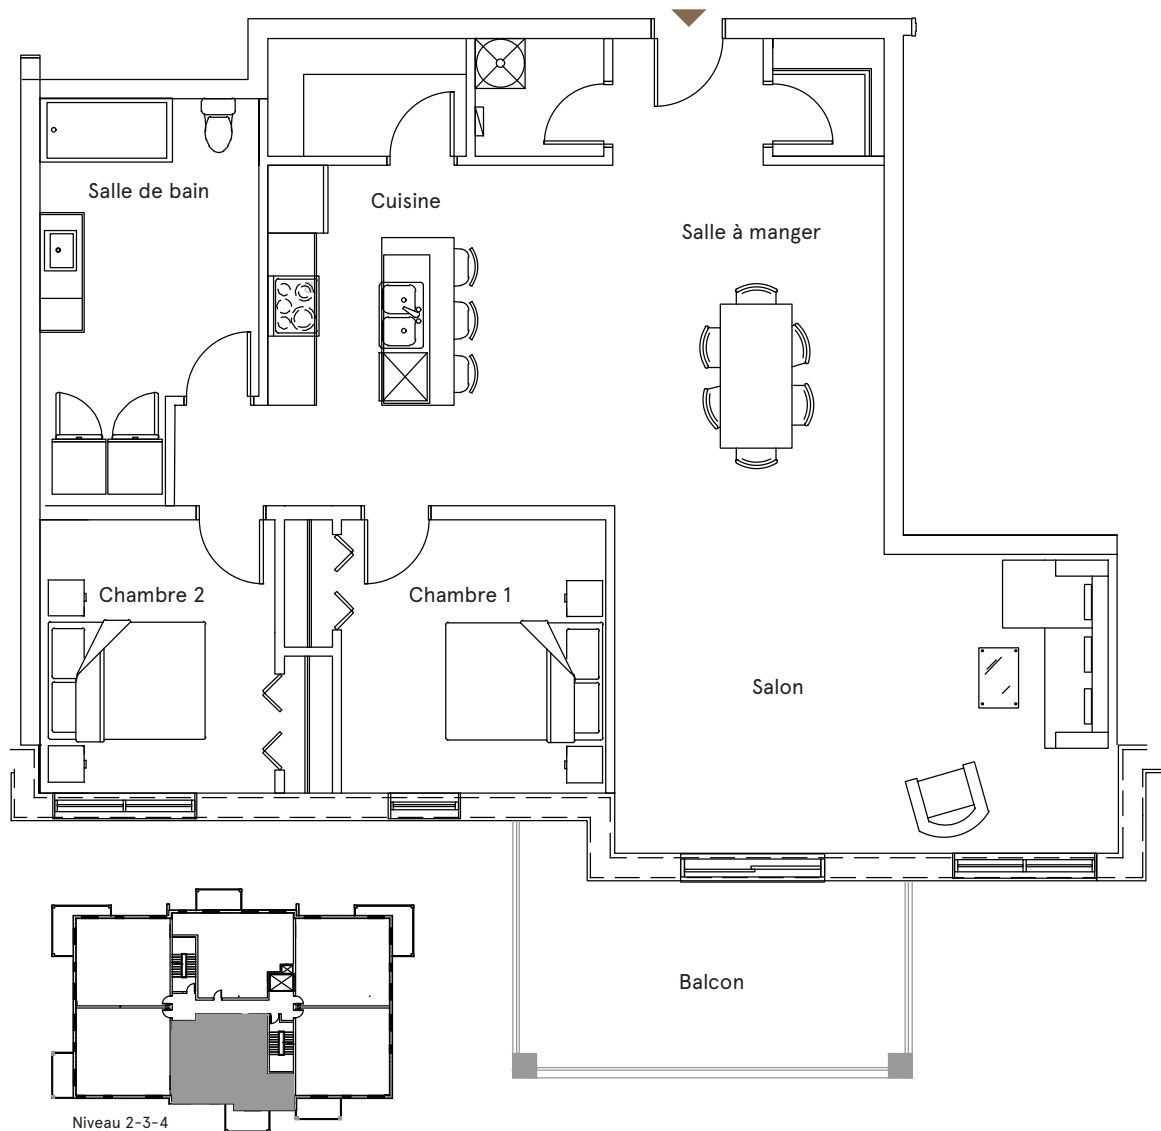 Salle de bain
Cuisine
Salle à manger
Chambre 2
Chambre 1
Salon
Balcon
Niveau 2-3-4